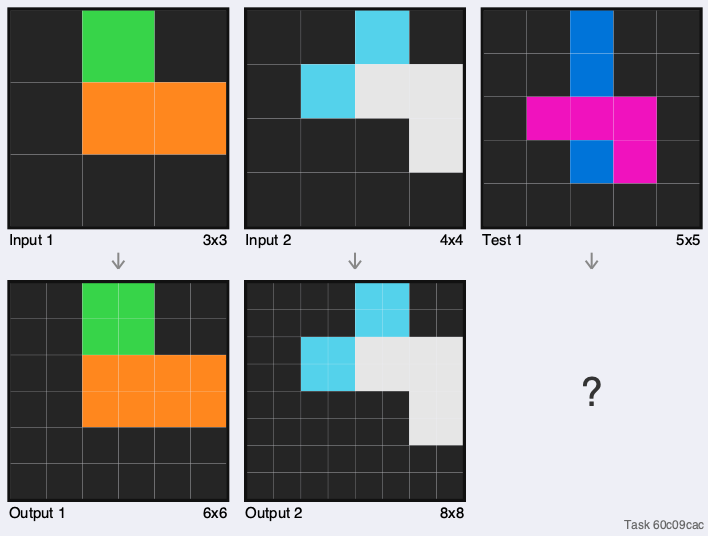 Input 1 3x3
Input 2 4x4
Test 1 5x5
?
Output 1 6x6
Output 2 8x8
Task 60c09cac